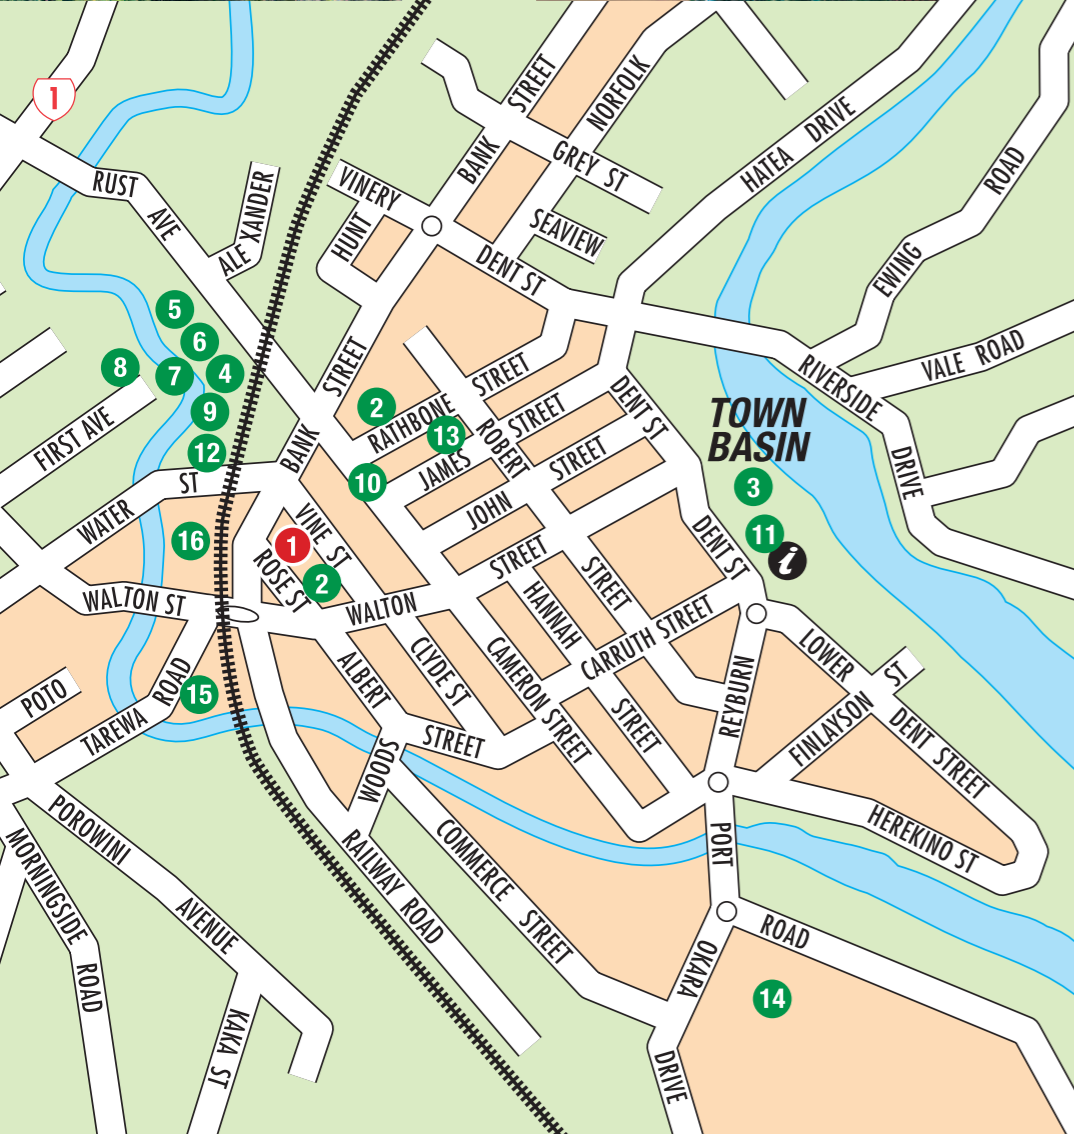 1
RUST
AVE
ALEXANDER
VINERY
HUNT
BANK
STREET
NORFOLK
GREY ST
SEAVIEW
DENT ST
HATEA DRIVE
EWING
ROAD
VALE ROAD
RIVERSIDE
DRIVE
TOWN
BASIN
3
11
i
5
6
4
7
8
9
12
FIRST AVE
WATER
ST
16
WALTON ST
BANK
STREET
2
RATHBONE
STREET
13
JAMES
STREET
10
ROBERT
STREET
JOHN
STREET
DENT ST
DENT ST
VINE ST
1
ROSE ST
2
WALTON
STREET
HANNAH
STREET
CARRUTH STREET
CAMERON STREET
CLYDE ST
ALBERT
STREET
POTO
TAREWA
ROAD
15
WOODS
REYBURN
LOWER
DENT STREET
FINLAYSON
ST
HEREKINO ST
PORT
ROAD
OKARA
DRIVE
14
COMMERCE
STREET
RAILWAY ROAD
POROWINI
AVENUE
MORNINGSIDE
ROAD
KAKA ST